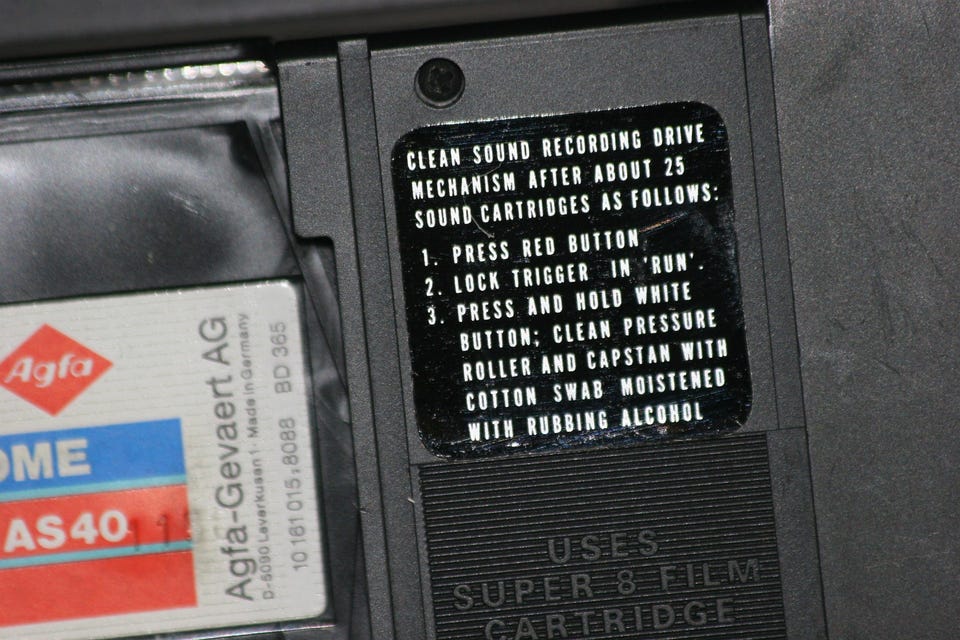 CLEAN SOUND RECORDING DRIVE
MECHANISM AFTER ABOUT 25
SOUND CARTRIDGES AS FOLLOWS:
1. PRESS RED BUTTON.
2. LOCK TRIGGER IN 'RUN'.
3. PRESS AND HOLD WHITE
BUTTON; CLEAN PRESSURE
ROLLER AND CAPSTAN WITH
COTTON SWAB MOISTENED
WITH RUBBING ALCOHOL
USES
SUPER 8 FILM
CARTRIDGE
Agfa
OME
AS40
Agfa-Gevaert AG
D-5090 Leverkusen 1 · Made in Germany
10 161 015 8088 BD 365